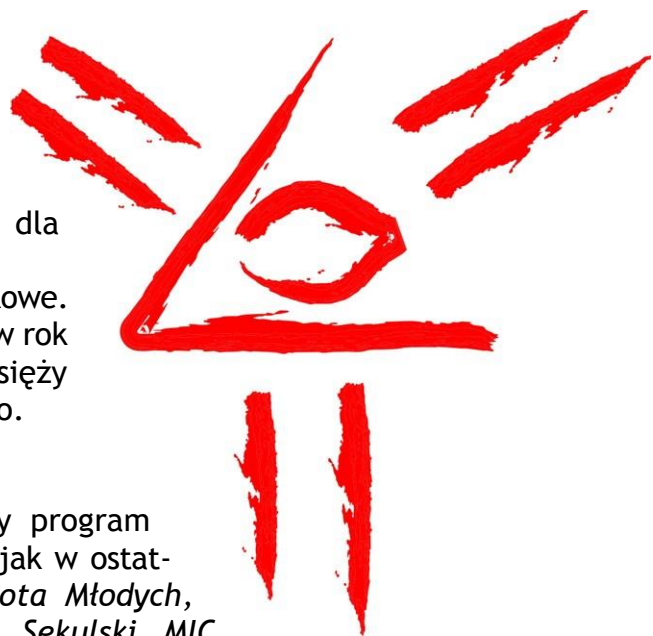 dla
owe.
w rok
sięży
o.
y program
jak w ostat-
ota Młodych,
Sekulski MIC